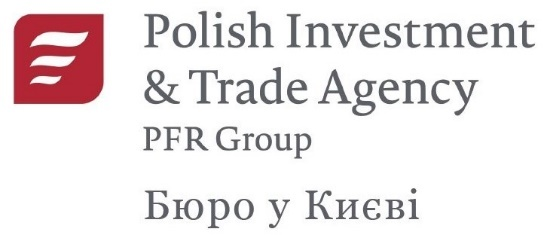 Polish Investment
& Trade Agency
PFR Group
Бюро у Києві